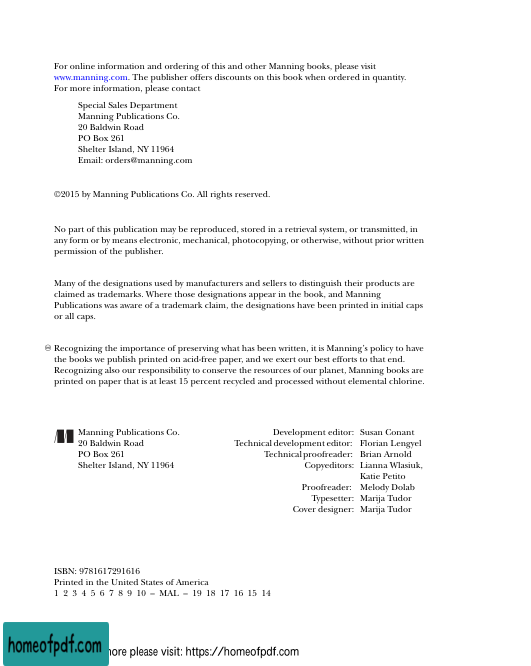 For online information and ordering of this and other Manning books, please visit
www.manning.com. The publisher offers discounts on this book when ordered in quantity.
For more information, please contact
Special Sales Department
Manning Publications Co.
20 Baldwin Road
PO Box 261
Shelter Island, NY 11964
Email: orders@manning.com
©2015 by Manning Publications Co. All rights reserved.
No part of this publication may be reproduced, stored in a retrieval system, or transmitted, in
any form or by means electronic, mechanical, photocopying, or otherwise, without prior written
permission of the publisher.
Many of the designations used by manufacturers and sellers to distinguish their products are
claimed as trademarks. Where those designations appear in the book, and Manning
Publications was aware of a trademark claim, the designations have been printed in initial caps
or all caps.
Recognizing the importance of preserving what has been written, it is Manning's policy to have
the books we publish printed on acid-free paper, and we exert our best efforts to that end.
Recognizing also our responsibility to conserve the resources of our planet, Manning books are
printed on paper that is at least 15 percent recycled and processed without elemental chlorine.
Manning Publications Co.
20 Baldwin Road
PO Box 261
Shelter Island, NY 11964
Development editor: Susan Conant
Technical development editor: Florian Lengyel
Technical proofreader: Brian Arnold
Copyeditors: Lianna Wlasiuk,
Katie Petito
Proofreader: Melody Dolab
Typesetter: Marija Tudor
Cover designer: Marija Tudor
ISBN: 9781617291616
Printed in the United States of America
1 2 3 4 5 6 7 8 9 10 – MAL – 19 18 17 16 15 14
homeofpdf.com
please visit: https://homeofpdf.com